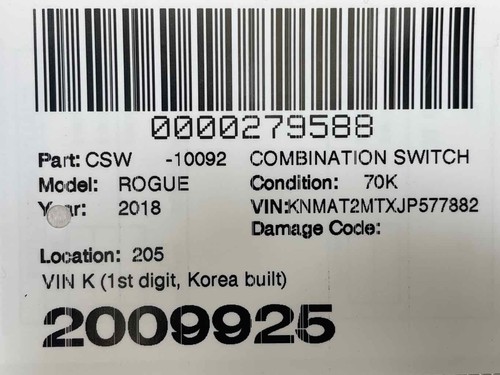 0000279588
Part: CSW -10092 COMBINATION SWITCH
Model: ROGUE Condition: 70K
Year: 2018 VIN:KNMAT2MTXJP577882
Damage Code:
Location: 205
VIN K (1st digit, Korea built)
2009925